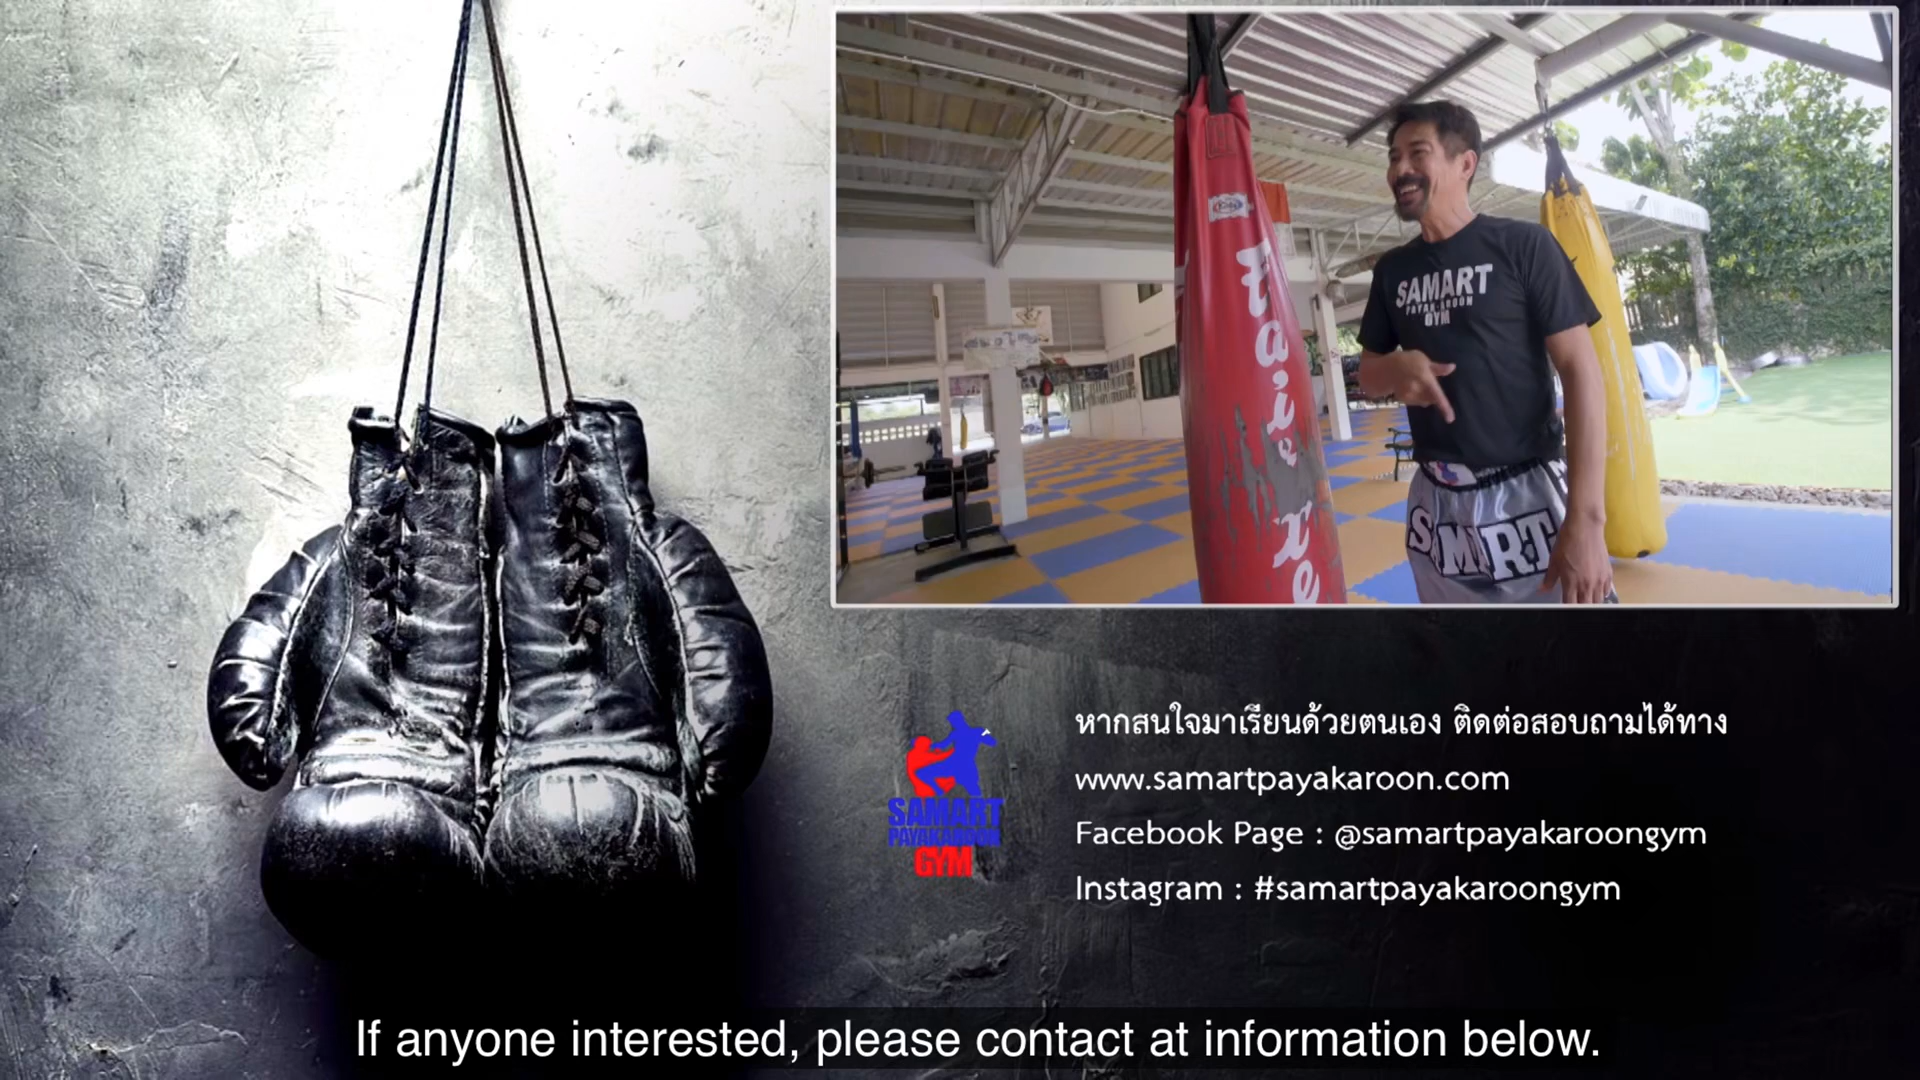 SAMART
PAYAKAROON
GYM
Fairtex
SAMART
SAMART
PAYAKAROON
GYM
หากสนใจมาเรียนด้วยตนเอง ติดต่อสอบถามได้ทาง
www.samartpayakaroon.com
Facebook Page : @samartpayakaroongym
Instagram : #samartpayakaroongym
If anyone interested, please contact at information below.